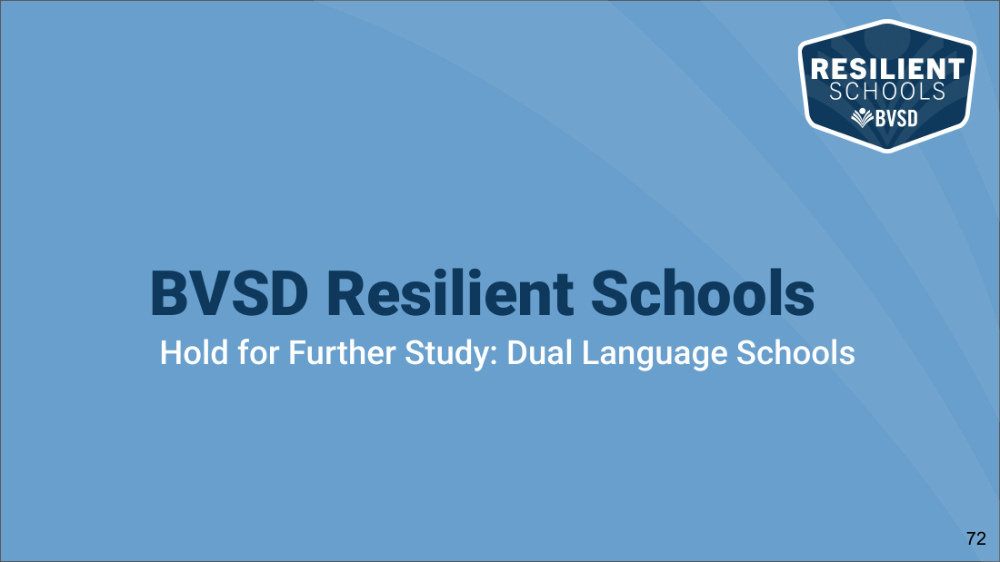 RESILIENT
SCHOOLS
BVSD
BVSD Resilient Schools
Hold for Further Study: Dual Language Schools
72